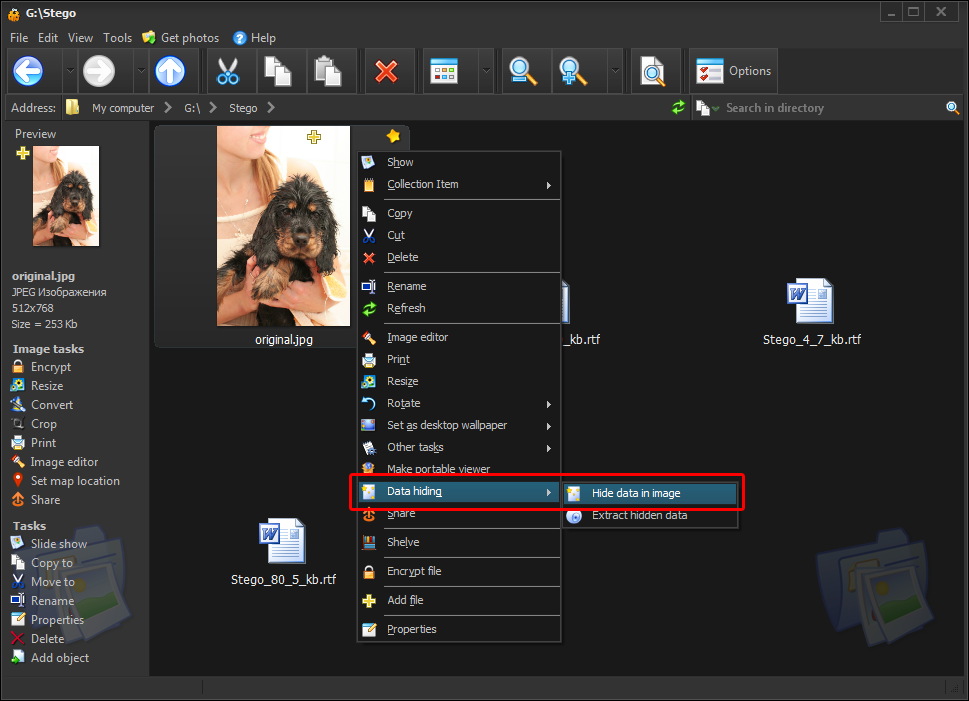 G:\Stego
File Edit View Tools Get photos Help
Options
Address: My computer G:\ Stego Search in directory
Preview
original.jpg
JPEG Изображения
512x768
Size = 253 Kb
Image tasks
Encrypt
Resize
Convert
Crop
Print
Image editor
Set map location
Share
Tasks
Slide show
Copy to
Move to
Rename
Properties
Delete
Add object
original.jpg
_kb.rtf
Stego_4_7_kb.rtf
Stego_80_5_kb.rtf
Show
Collection Item
Copy
Cut
Delete
Rename
Refresh
Image editor
Print
Resize
Rotate
Set as desktop wallpaper
Other tasks
Make portable viewer
Data hiding
Share
Shelve
Encrypt file
Add file
Properties
Hide data in image
Extract hidden data